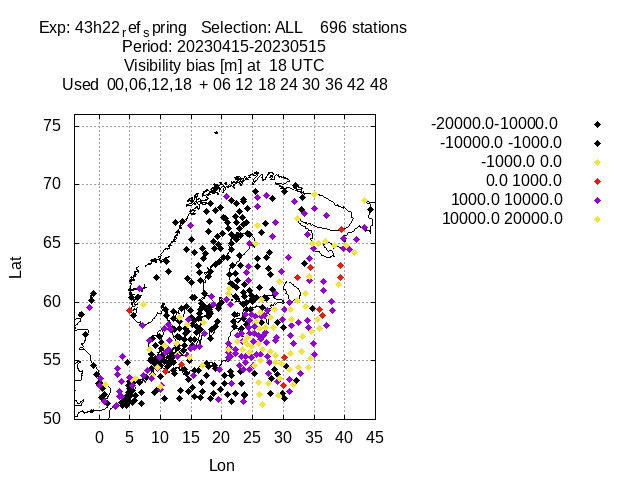 Exp: 43h22ref spring Selection: ALL 696 stations
Period: 20230415-20230515
Visibility bias [m] at 18 UTC
Used 00,06,12,18 + 06 12 18 24 30 36 42 48
-20000.0-10000.0
-10000.0 -1000.0
-1000.0 0.0
0.0 1000.0
1000.0 10000.0
10000.0 20000.0
75
70
65
60
55
50
Lat
0 5 10 15 20 25 30 35 40 45
Lon